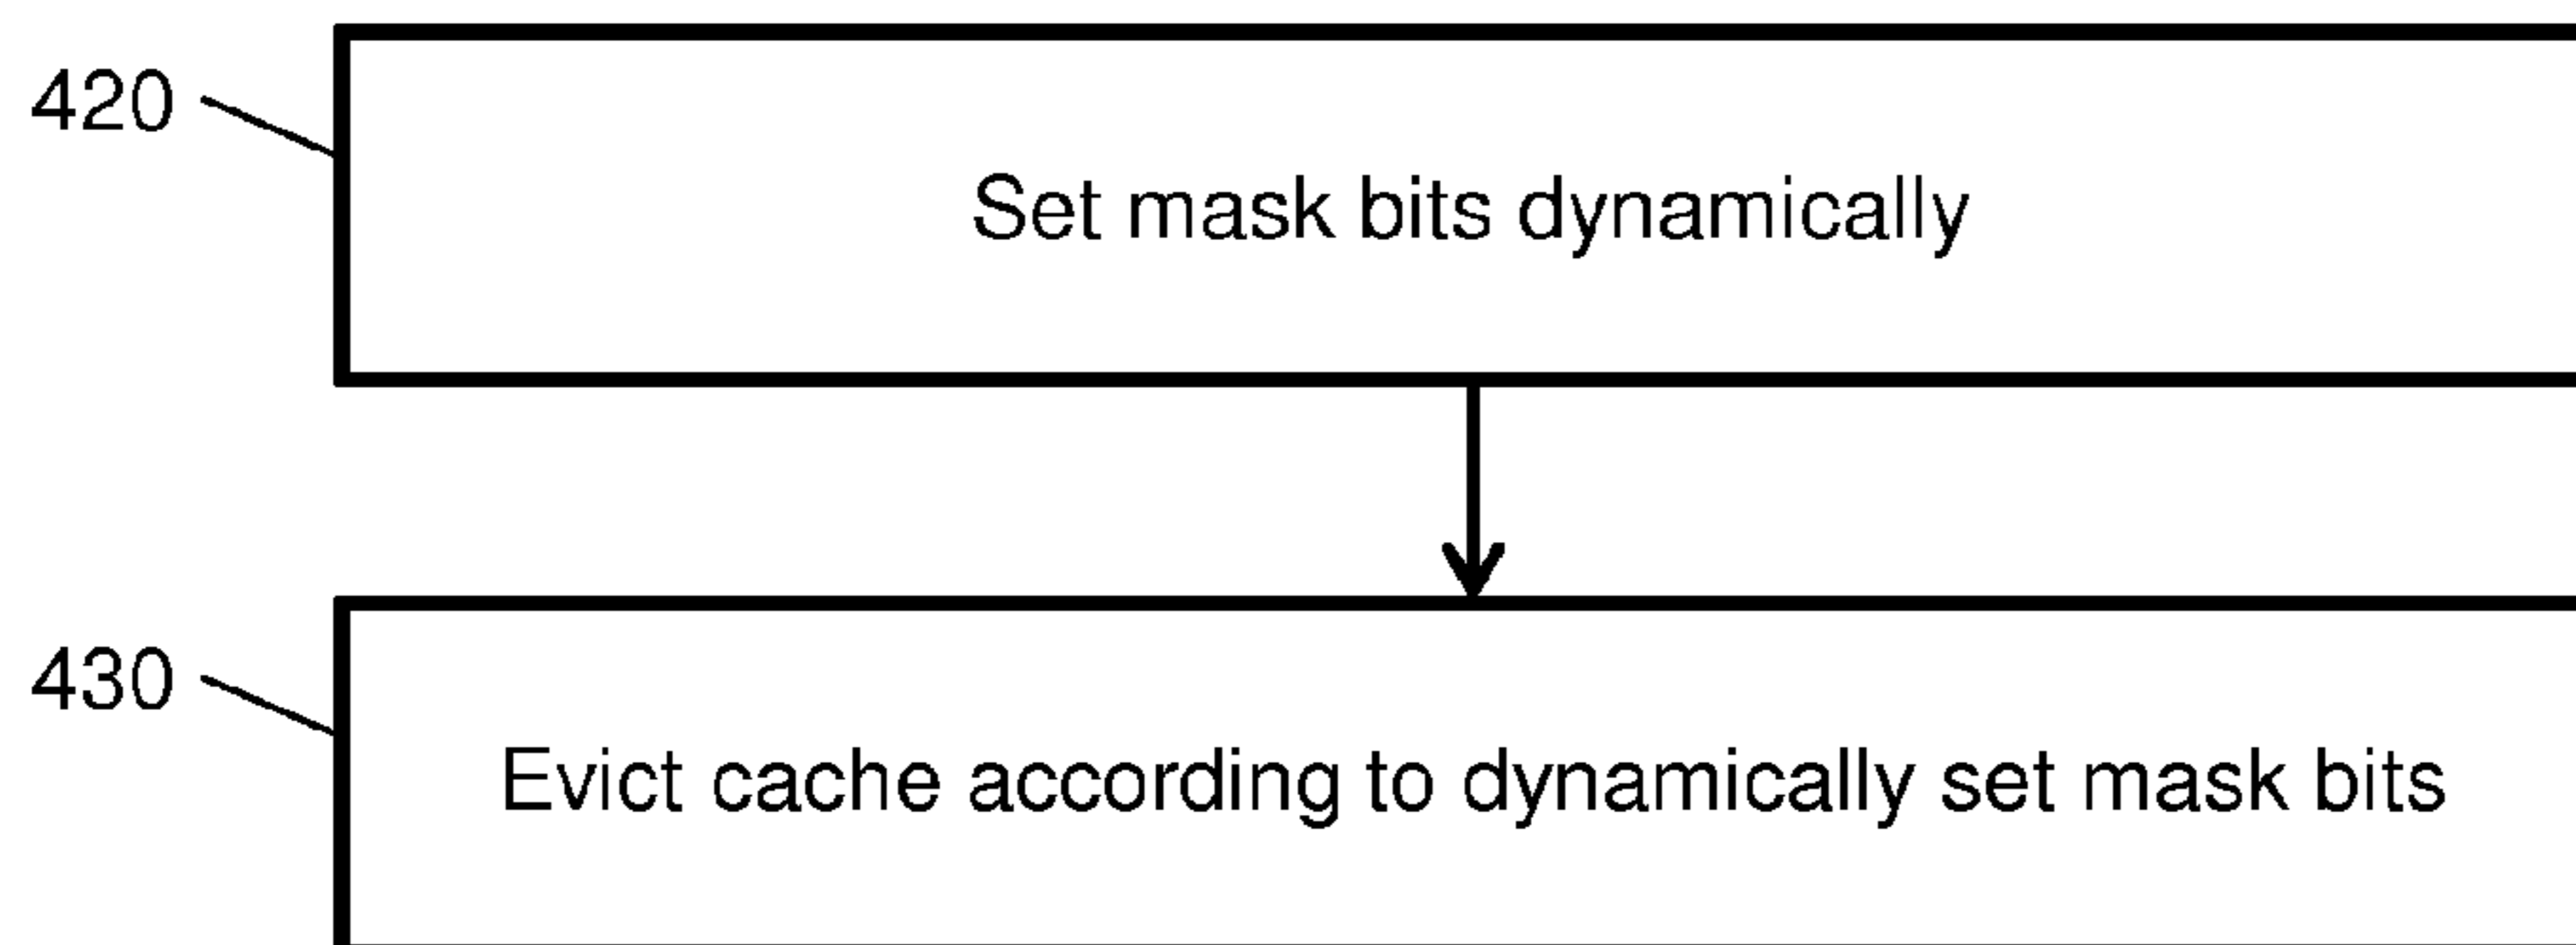 420
Set mask bits dynamically
430
Evict cache according to dynamically set mask bits